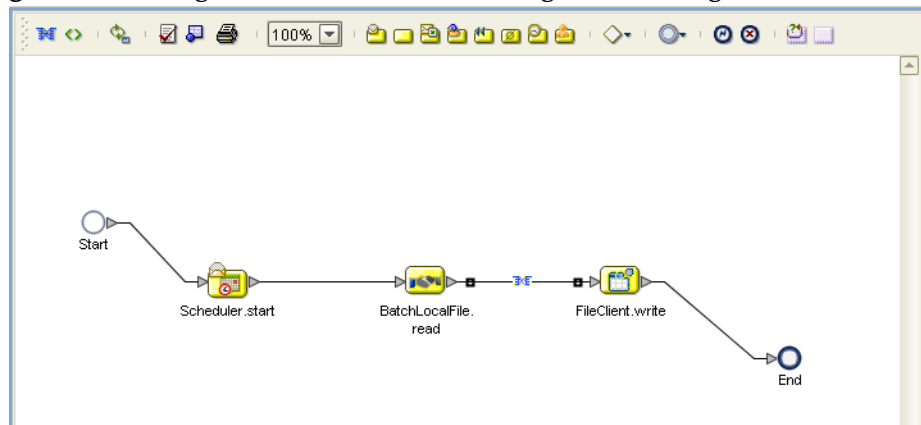 100%
Start
Scheduler.start
BatchLocalFile.
read
FileClient.write
End